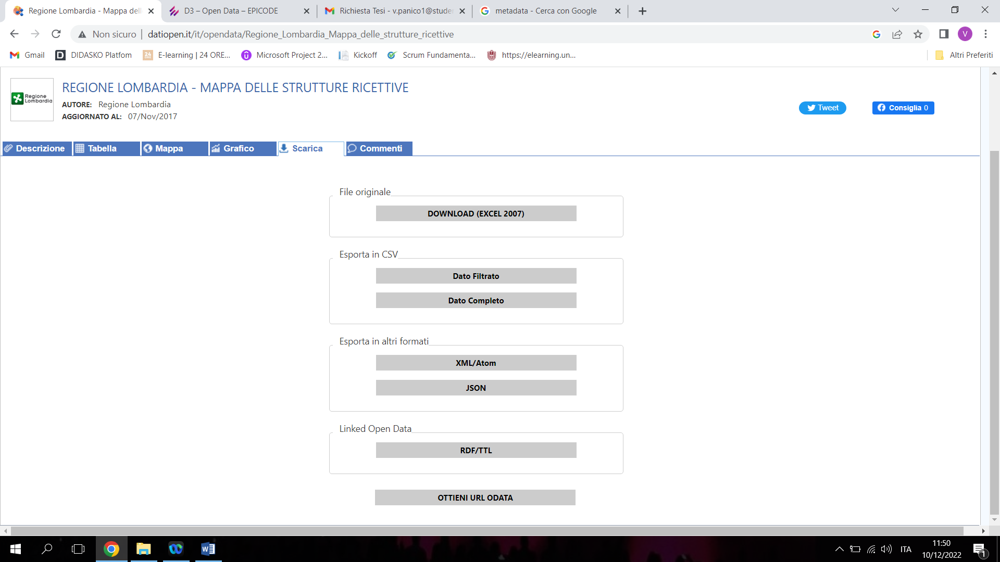 Regione Lombardia - Mappa dell
D3 – Open Data – EPICODE
Richiesta Tesi - v.panico1@stude
metadata - Cerca con Google
Non sicuro
datiopen.it/it/opendata/Regione_Lombardia_Mappa_delle_strutture_ricettive
V
Gmail
DIDASKO Platfom
24 ORE
E-learning | 24 ORE...
Microsoft Project 2...
Kickoff
Scrum Fundamenta...
https://elearning.un...
Altri Preferiti
Regione
Lombardia
REGIONE LOMBARDIA - MAPPA DELLE STRUTTURE RICETTIVE
AUTORE: Regione Lombardia
AGGIORNATO AL: 07/Nov/2017
Tweet
Consiglia 0
Descrizione
Tabella
Mappa
Grafico
Scarica
Commenti
File originale
DOWNLOAD (EXCEL 2007)
Esporta in CSV
Dato Filtrato
Dato Completo
Esporta in altri formati
XML/Atom
JSON
Linked Open Data
RDF/TTL
OTTIENI URL ODATA
ITA
11:50
10/12/2022
1